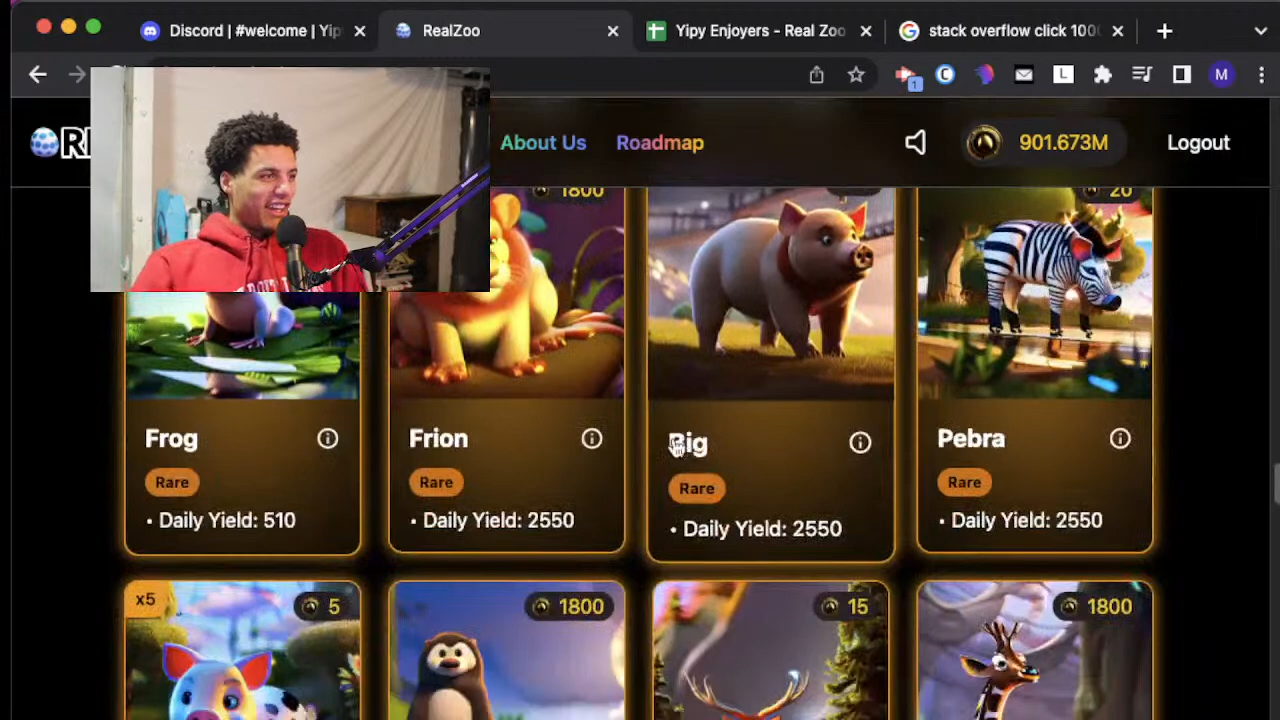 Discord | #welcome | Yip
RealZoo
Yipy Enjoyers - Real Zoo
stack overflow click 100
1
L
M
About Us
Roadmap
901.673M
Logout
1800
20
Frog
Frion
Big
Pebra
Rare
Rare
Rare
Rare
• Daily Yield: 510
• Daily Yield: 2550
• Daily Yield: 2550
• Daily Yield: 2550
x5
5
1800
15
1800